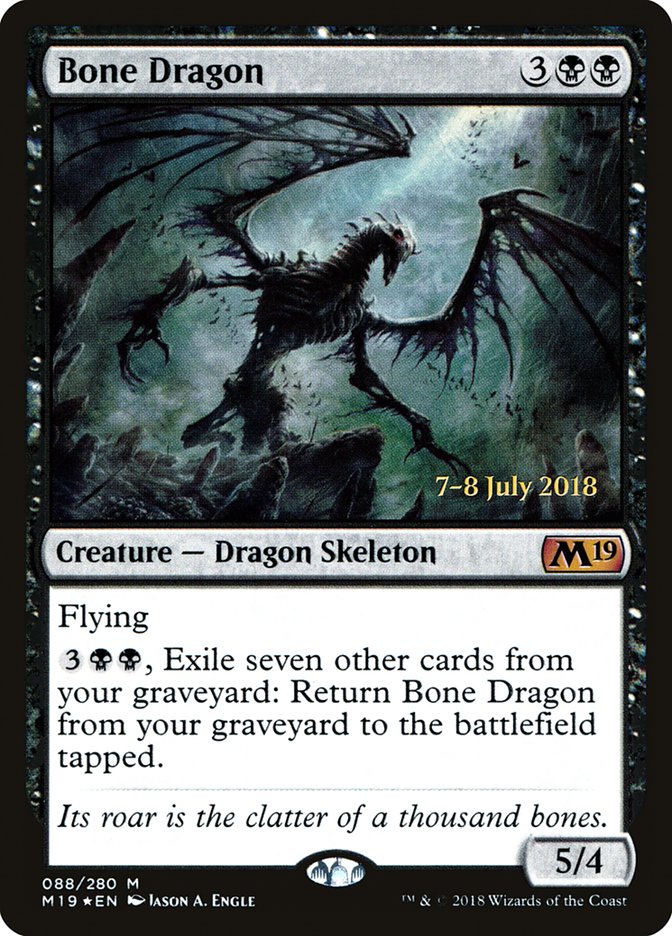 Bone Dragon 3
7–8 July 2018
Creature — Dragon Skeleton M19
Flying
3, Exile seven other cards from
your graveyard: Return Bone Dragon
from your graveyard to the battlefield
tapped.
Its roar is the clatter of a thousand bones.
5/4
088/280 M
M19 ★ EN Jason A. Engle
™ & © 2018 Wizards of the Coast